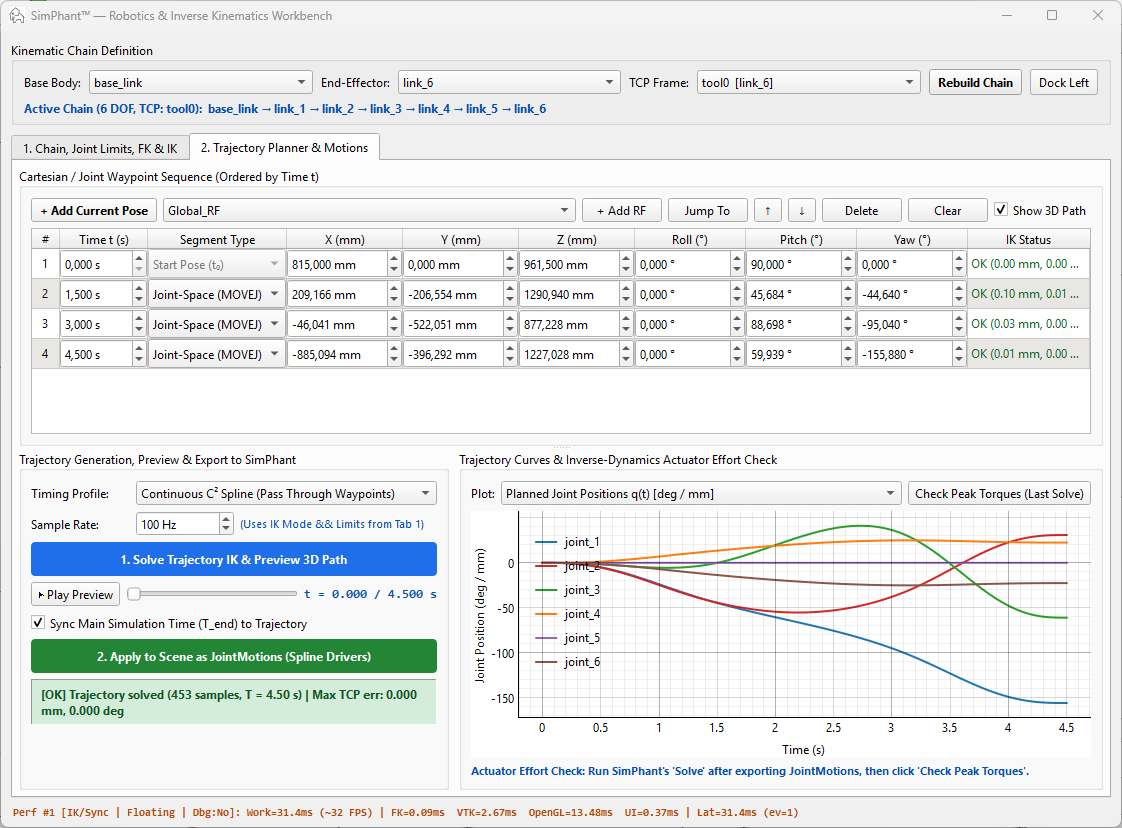 SimPhant™ — Robotics & Inverse Kinematics Workbench
Kinematic Chain Definition
Base Body: base_link End-Effector: link_6 TCP Frame: tool0 [link_6] Rebuild Chain Dock Left
Active Chain (6 DOF, TCP: tool0): base_link → link_1 → link_2 → link_3 → link_4 → link_5 → link_6
1. Chain, Joint Limits, FK & IK 2. Trajectory Planner & Motions
Cartesian / Joint Waypoint Sequence (Ordered by Time t)
+ Add Current Pose Global_RF + Add RF Jump To ↑ ↓ Delete Clear Show 3D Path
# Time t (s) Segment Type X (mm) Y (mm) Z (mm) Roll (°) Pitch (°) Yaw (°) IK Status
1 0,000 s Start Pose (t₀) 815,000 mm 0,000 mm 961,500 mm 0,000 ° 90,000 ° 0,000 ° OK (0.00 mm, 0.00 ...
2 1,500 s Joint-Space (MOVEJ) 209,166 mm -206,554 mm 1290,940 mm 0,000 ° 45,684 ° -44,640 ° OK (0.10 mm, 0.01 ...
3 3,000 s Joint-Space (MOVEJ) -46,041 mm -522,051 mm 877,228 mm 0,000 ° 88,698 ° -95,040 ° OK (0.03 mm, 0.00 ...
4 4,500 s Joint-Space (MOVEJ) -885,094 mm -396,292 mm 1227,028 mm 0,000 ° 59,939 ° -155,880 ° OK (0.01 mm, 0.00 ...
Trajectory Generation, Preview & Export to SimPhant
Timing Profile: Continuous C² Spline (Pass Through Waypoints)
Sample Rate: 100 Hz (Uses IK Mode && Limits from Tab 1)
1. Solve Trajectory IK & Preview 3D Path
Play Preview t = 0.000 / 4.500 s
Sync Main Simulation Time (T_end) to Trajectory
2. Apply to Scene as JointMotions (Spline Drivers)
[OK] Trajectory solved (453 samples, T = 4.50 s) | Max TCP err: 0.000
mm, 0.000 deg
Trajectory Curves & Inverse-Dynamics Actuator Effort Check
Plot: Planned Joint Positions q(t) [deg / mm] Check Peak Torques (Last Solve)
Joint Position (deg / mm)
0
-50
-100
-150
joint_1
joint_2
joint_3
joint_4
joint_5
joint_6
0 0.5 1 1.5 2 2.5 3 3.5 4 4.5
Time (s)
Actuator Effort Check: Run SimPhant's 'Solve' after exporting JointMotions, then click 'Check Peak Torques'.
Perf #1 [IK/Sync | Floating | Dbg:No]: Work=31.4ms (~32 FPS) | FK=0.09ms VTK=2.67ms OpenGL=13.48ms UI=0.37ms | Lat=31.4ms (ev=1)